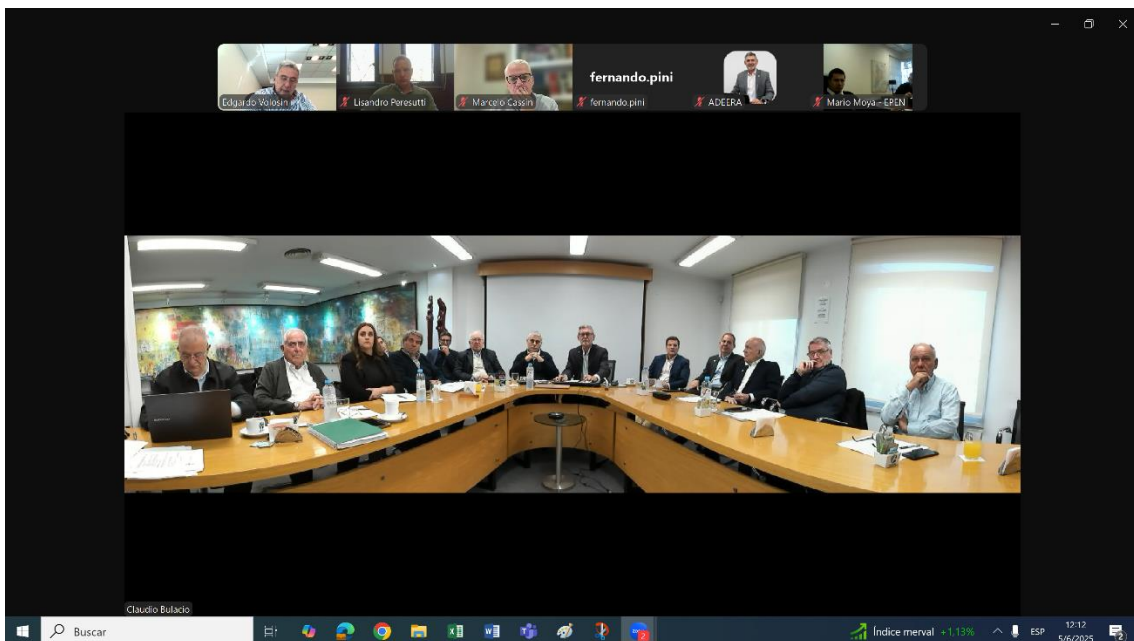 fernando.pini
Edgardo Volosin
Lisandro Peresutti
Marcelo Cassin
fernando.pini
ADEERA
Mario Moya - EPEN
Claudio Bulacio
Buscar
Índice merval +1,13%
ESP
12:12
5/6/2025
2